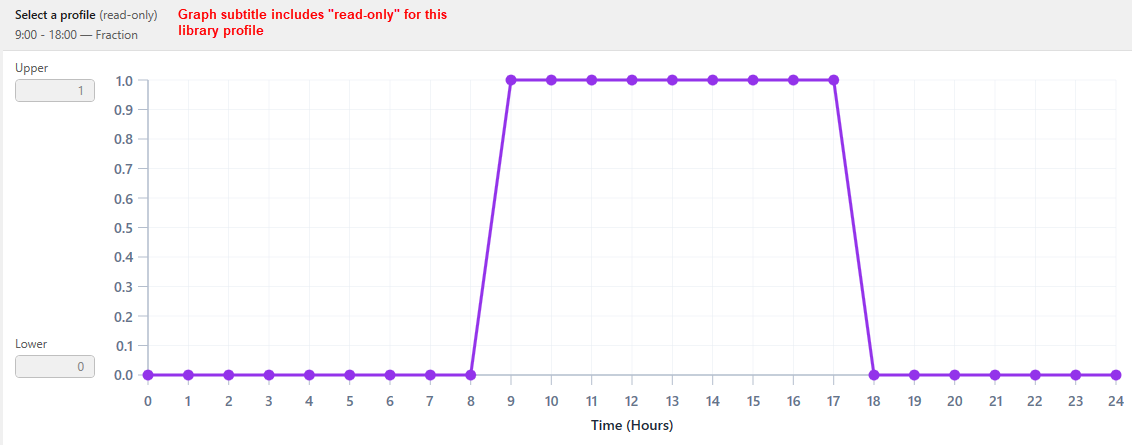 Select a profile (read-only)
Graph subtitle includes "read-only" for this
library profile
9:00 - 18:00 — Fraction
Upper
1
1.0
0.9
0.8
0.7
0.6
0.5
0.4
0.3
0.2
0.1
0.0
Lower
0
0 1 2 3 4 5 6 7 8 9 10 11 12 13 14 15 16 17 18 19 20 21 22 23 24
Time (Hours)